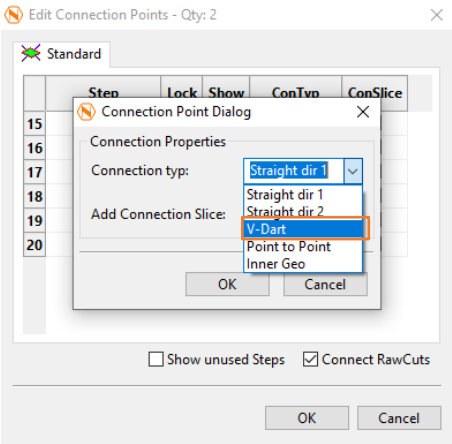 Edit Connection Points - Qty: 2
Standard
Step Lock Show ConTyp ConSlice
Connection Point Dialog
15
Connection Properties
16
17
Connection typ: Straight dir 1
18
Straight dir 1
19
Add Connection Slice: Straight dir 2
V-Dart
20
Point to Point
Inner Geo
OK Cancel
Show unused Steps Connect RawCuts
OK Cancel